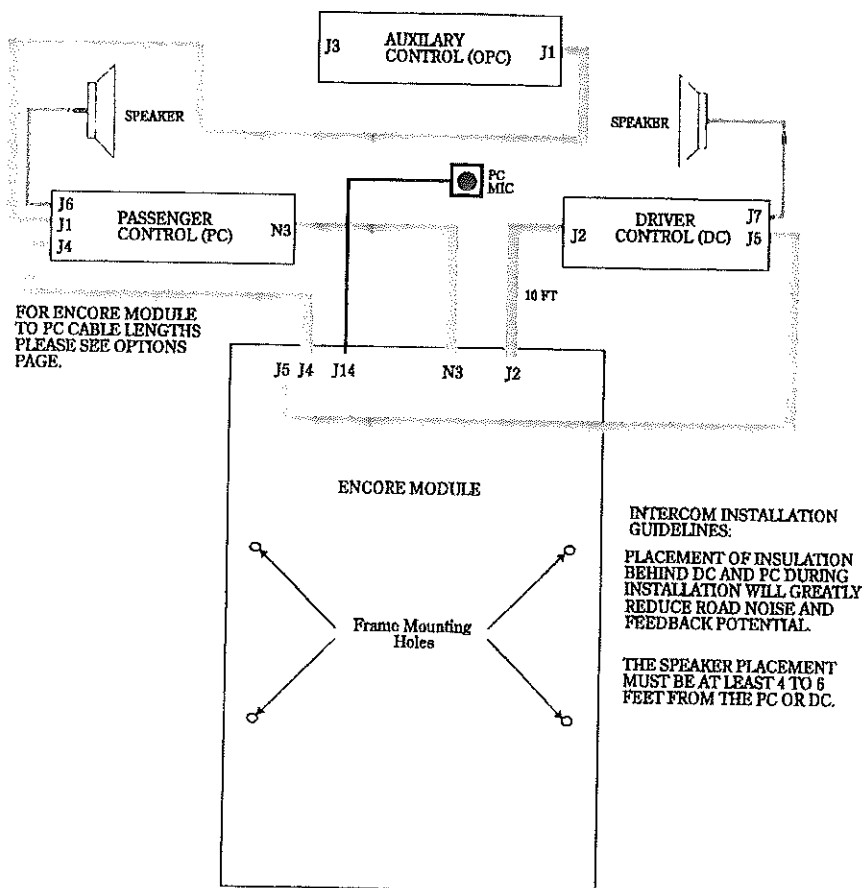 J3
AUXILARY
CONTROL (OPC)
J1
SPEAKER
SPEAKER
PC
MIC
J6
J1
J4
PASSENGER
CONTROL (PC)
N3
J2
DRIVER
CONTROL (DC)
J7
J5
10 FT
FOR ENCORE MODULE
TO PC CABLE LENGTHS
PLEASE SEE OPTIONS
PAGE.
J5 J4 J14 N3 J2
ENCORE MODULE
Frame Mounting
Holes
INTERCOM INSTALLATION
GUIDELINES:
PLACEMENT OF INSULATION
BEHIND DC AND PC DURING
INSTALLATION WILL GREATLY
REDUCE ROAD NOISE AND
FEEDBACK POTENTIAL.
THE SPEAKER PLACEMENT
MUST BE AT LEAST 4 TO 6
FEET FROM THE PC OR DC.